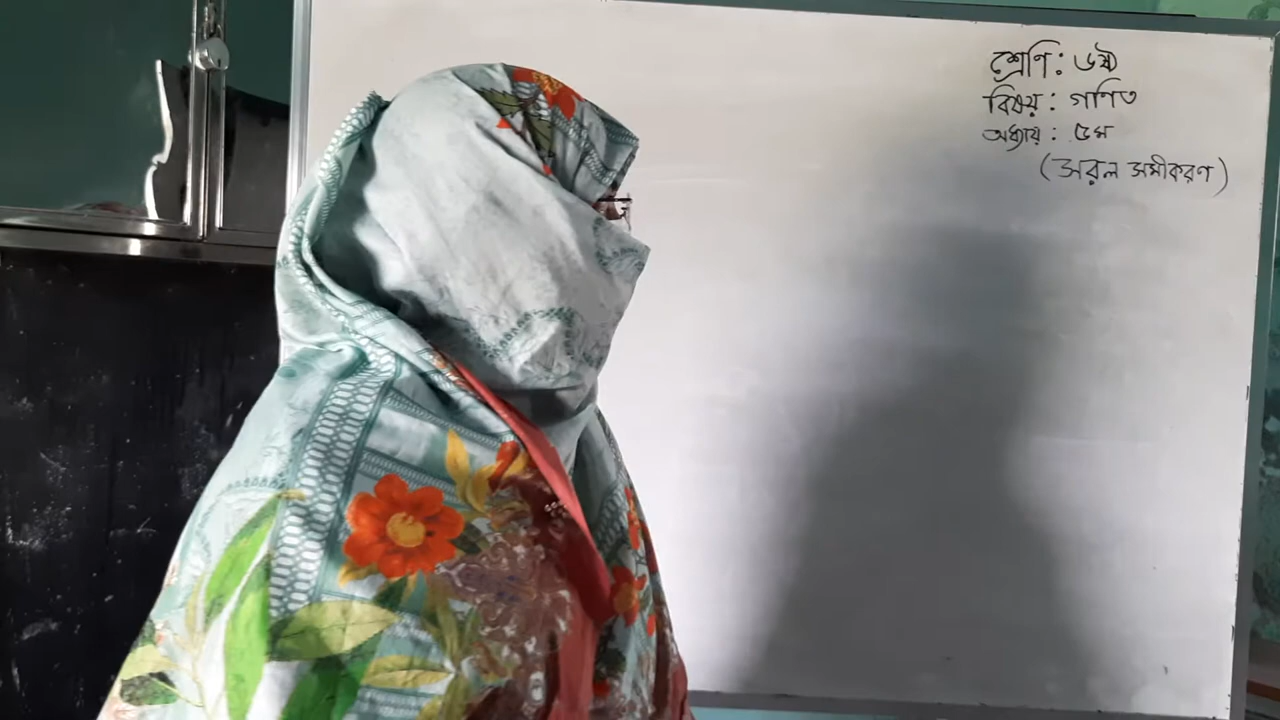 শ্রেণি: ৬ষ্ঠ
বিষয়: গণিত
অধ্যায়: ৫ম
(সরল সমীকরণ)